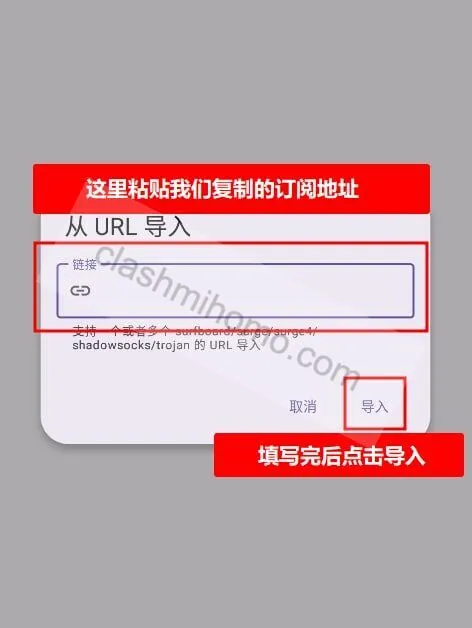 这里粘贴我们复制的订阅地址
从 URL 导入
链接
clashmihomo.com
支持一个或者多个 surfboard/surge/surge4/
shadowsocks/trojan 的 URL 导入
取消
导入
填写完后点击导入